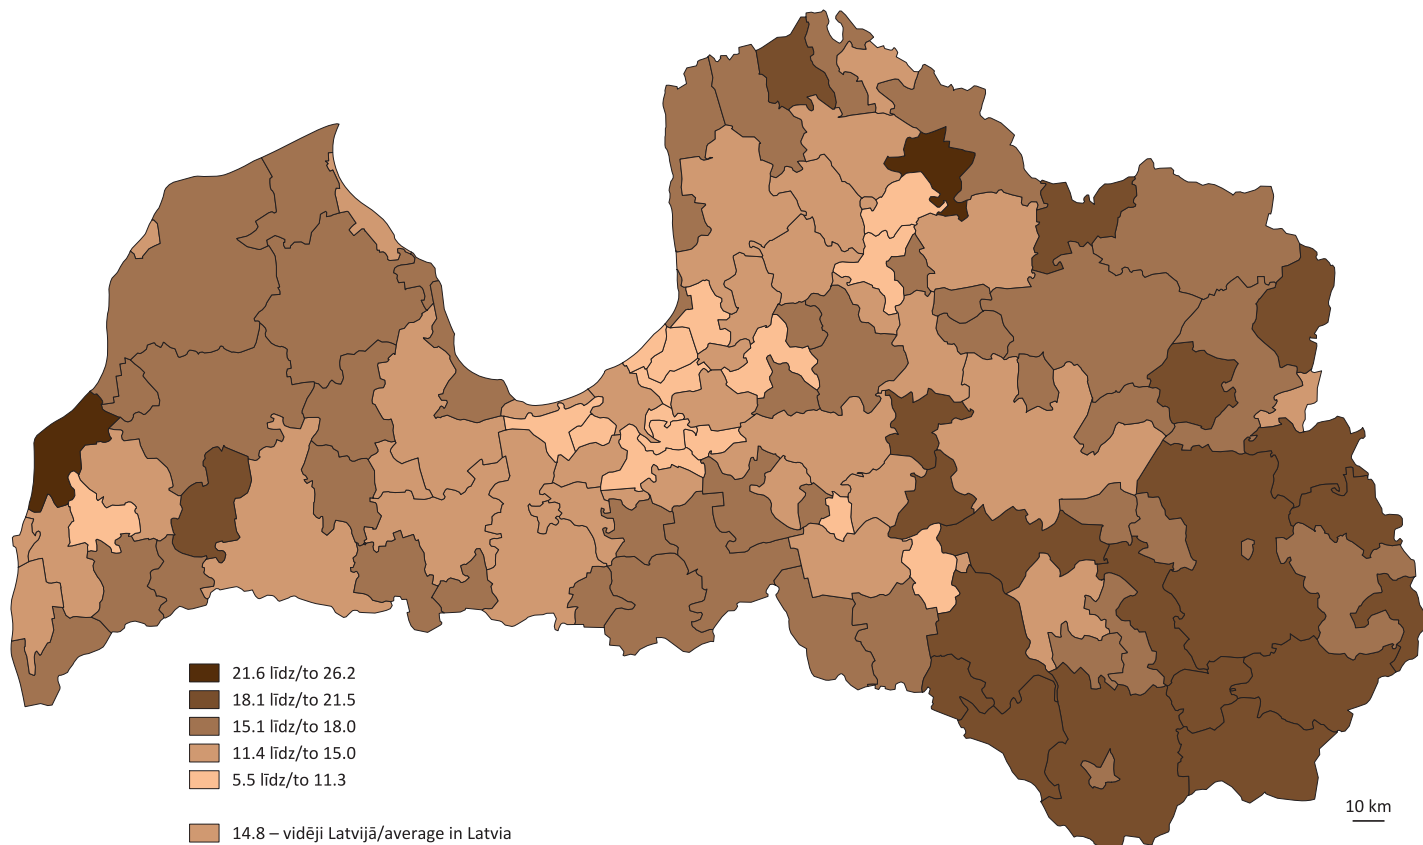 21.6 līdz/to 26.2
18.1 līdz/to 21.5
15.1 līdz/to 18.0
11.4 līdz/to 15.0
5.5 līdz/to 11.3
14.8 – vidēji Latvijā/average in Latvia
10 km